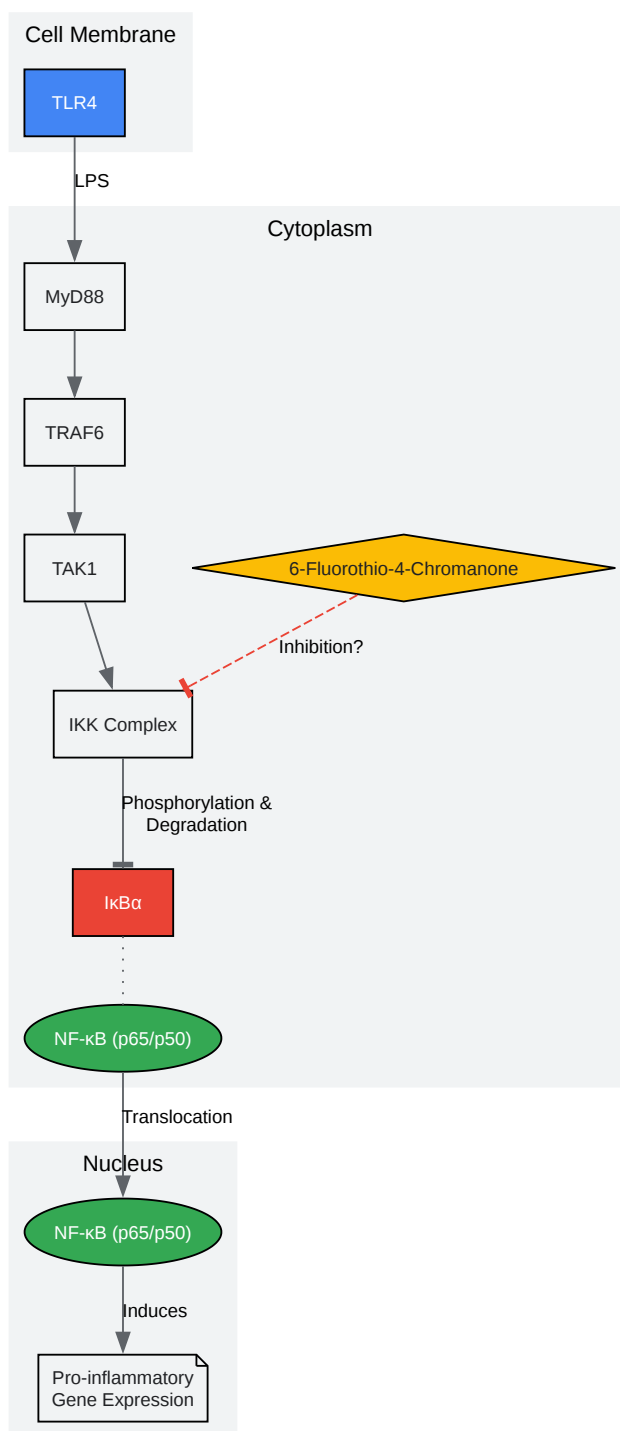 Cell Membrane
TLR4
LPS
Cytoplasm
MyD88
TRAF6
TAK1
6-Fluorothio-4-Chromanone
Inhibition?
IKK Complex
Phosphorylation &
Degradation
IκBα
NF-κB (p65/p50)
Translocation
Nucleus
NF-κB (p65/p50)
Induces
Pro-inflammatory
Gene Expression